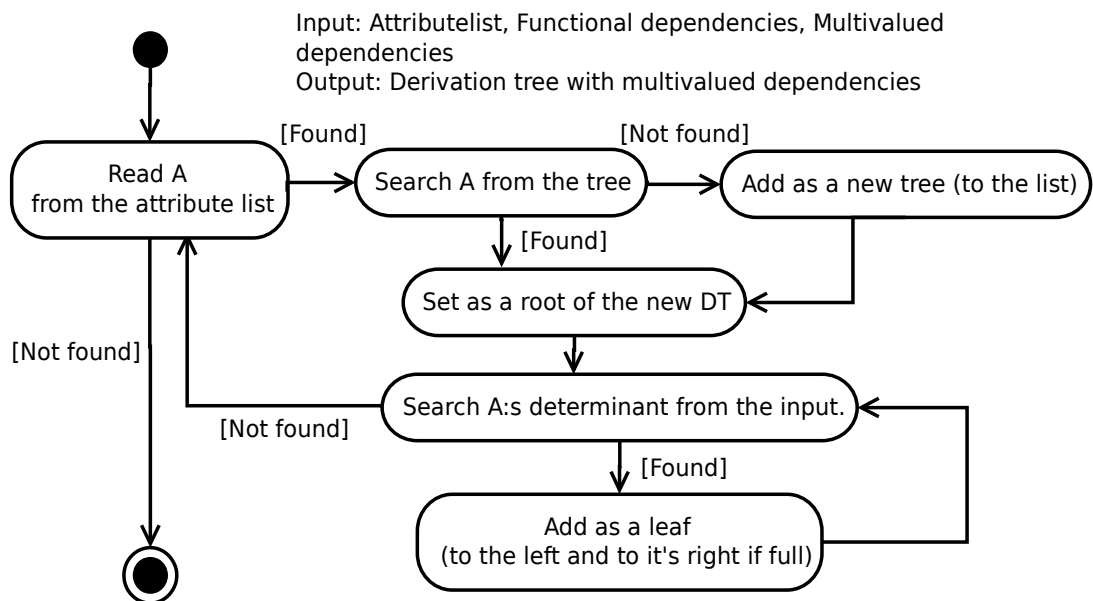 Input: Attributelist, Functional dependencies, Multivalued
dependencies
Output: Derivation tree with multivalued dependencies
[Found]
[Not found]
Read A
from the attribute list
Search A from the tree
Add as a new tree (to the list)
[Found]
Set as a root of the new DT
[Not found]
Search A:s determinant from the input.
[Not found]
[Found]
Add as a leaf
(to the left and to it's right if full)